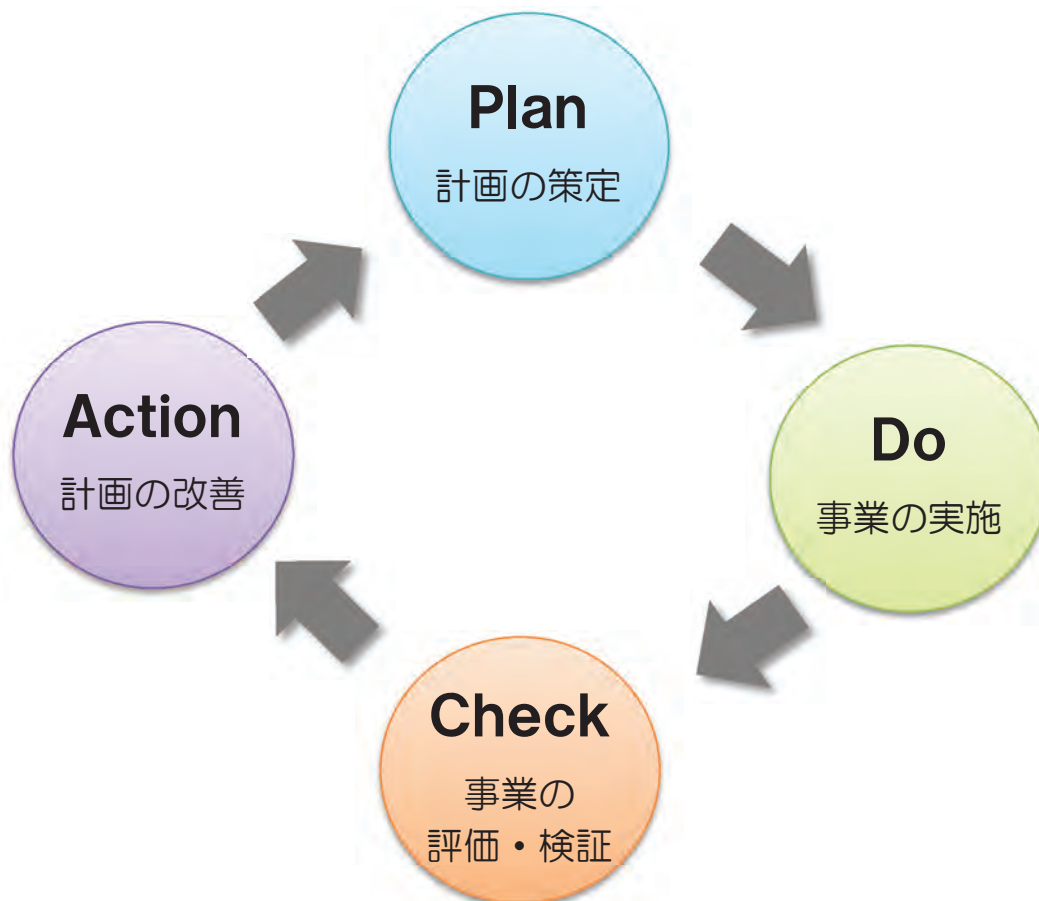 Plan
計画の策定
Do
事業の実施
Check
事業の
評価・検証
Action
計画の改善